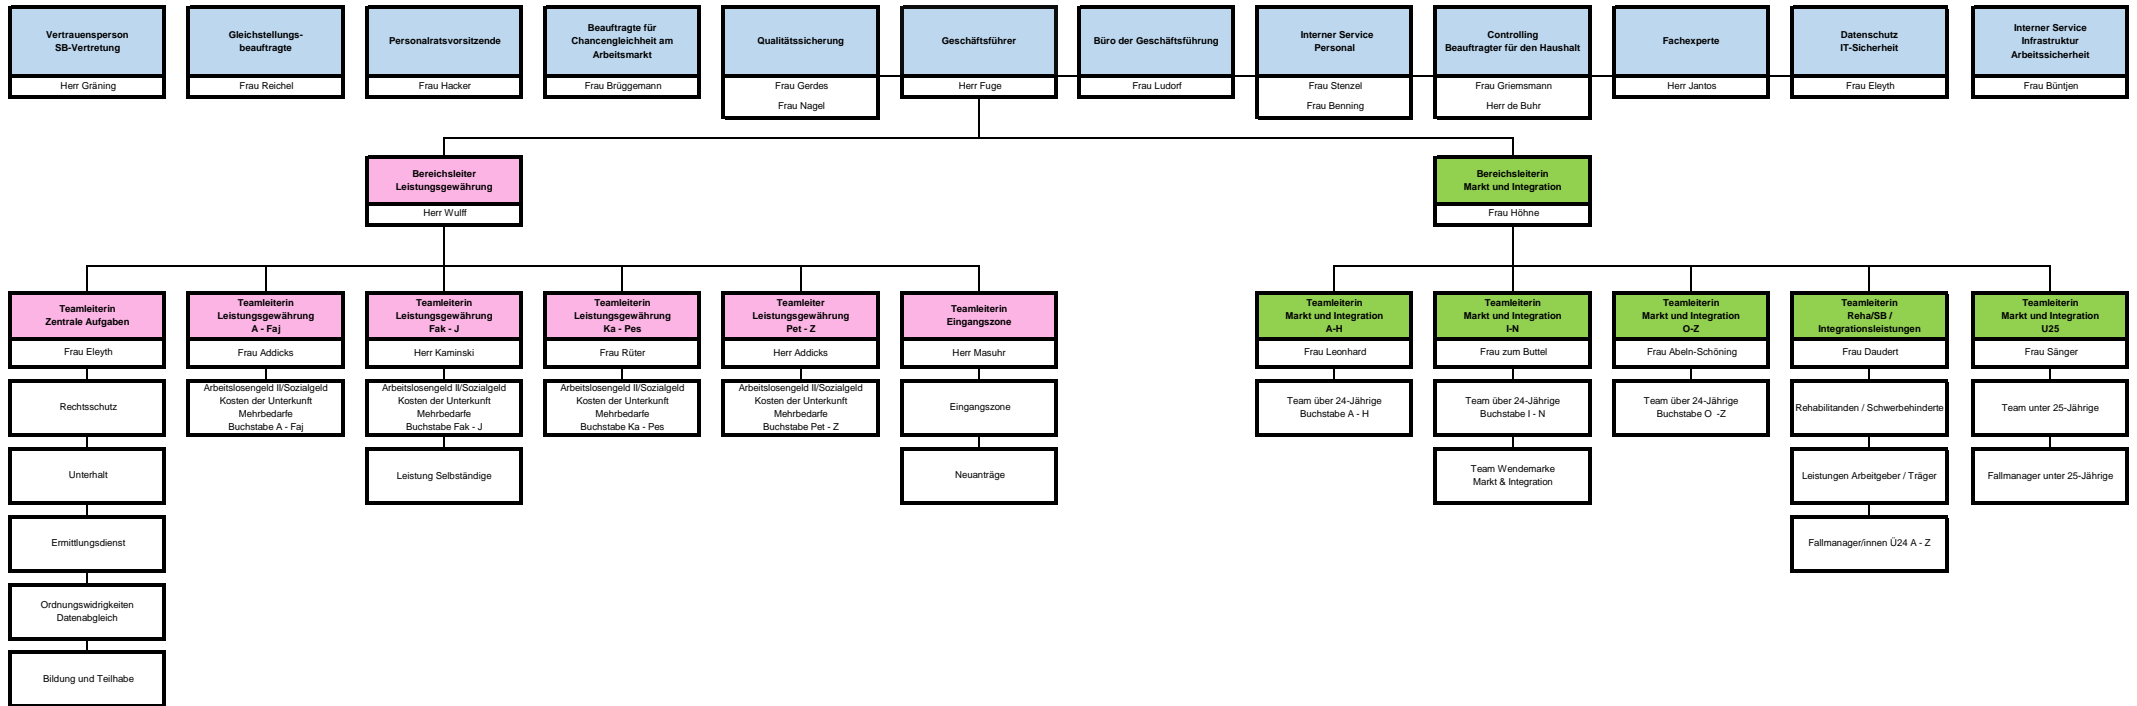 Vertrauensperson
SB-Vertretung
Herr Gräning
Gleichstellungs-
beauftragte
Frau Reichel
Personalratsvorsitzende
Frau Hacker
Beauftragte für
Chancengleichheit am
Arbeitsmarkt
Frau Brüggemann
Qualitätssicherung
Frau Gerdes
Frau Nagel
Geschäftsführer
Herr Fuge
Büro der Geschäftsführung
Frau Ludorf
Interner Service
Personal
Frau Stenzel
Frau Benning
Controlling
Beauftragter für den Haushalt
Frau Griemsmann
Herr de Buhr
Fachexperte
Herr Jantos
Datenschutz
IT-Sicherheit
Frau Eleyth
Interner Service
Infrastruktur
Arbeitssicherheit
Frau Büntjen
Bereichsleiter
Leistungsgewährung
Herr Wulff
Bereichsleiterin
Markt und Integration
Frau Höhne
Teamleiterin
Zentrale Aufgaben
Frau Eleyth
Rechtsschutz
Unterhalt
Ermittlungsdienst
Ordnungswidrigkeiten
Datenabgleich
Bildung und Teilhabe
Teamleiterin
Leistungsgewährung
A - Faj
Frau Addicks
Arbeitslosengeld II/Sozialgeld
Kosten der Unterkunft
Mehrbedarfe
Buchstabe A - Faj
Teamleiterin
Leistungsgewährung
Fak - J
Herr Kaminski
Arbeitslosengeld II/Sozialgeld
Kosten der Unterkunft
Mehrbedarfe
Buchstabe Fak - J
Leistung Selbständige
Teamleiterin
Leistungsgewährung
Ka - Pes
Frau Rüter
Arbeitslosengeld II/Sozialgeld
Kosten der Unterkunft
Mehrbedarfe
Buchstabe Ka - Pes
Teamleiter
Leistungsgewährung
Pet - Z
Herr Addicks
Arbeitslosengeld II/Sozialgeld
Kosten der Unterkunft
Mehrbedarfe
Buchstabe Pet - Z
Teamleiterin
Eingangszone
Herr Masuhr
Eingangszone
Neuanträge
Teamleiterin
Markt und Integration
A-H
Frau Leonhard
Team über 24-Jährige
Buchstabe A - H
Teamleiterin
Markt und Integration
I-N
Frau zum Buttel
Team über 24-Jährige
Buchstabe I - N
Team Wendemarke
Markt & Integration
Teamleiterin
Markt und Integration
O-Z
Frau Abeln-Schöning
Team über 24-Jährige
Buchstabe O -Z
Teamleiterin
Reha/SB /
Integrationsleistungen
Frau Daudert
Rehabilitanden / Schwerbehinderte
Leistungen Arbeitgeber / Träger
Fallmanager/innen Ü24 A - Z
Teamleiterin
Markt und Integration
U25
Frau Sänger
Team unter 25-Jährige
Fallmanager unter 25-Jährige